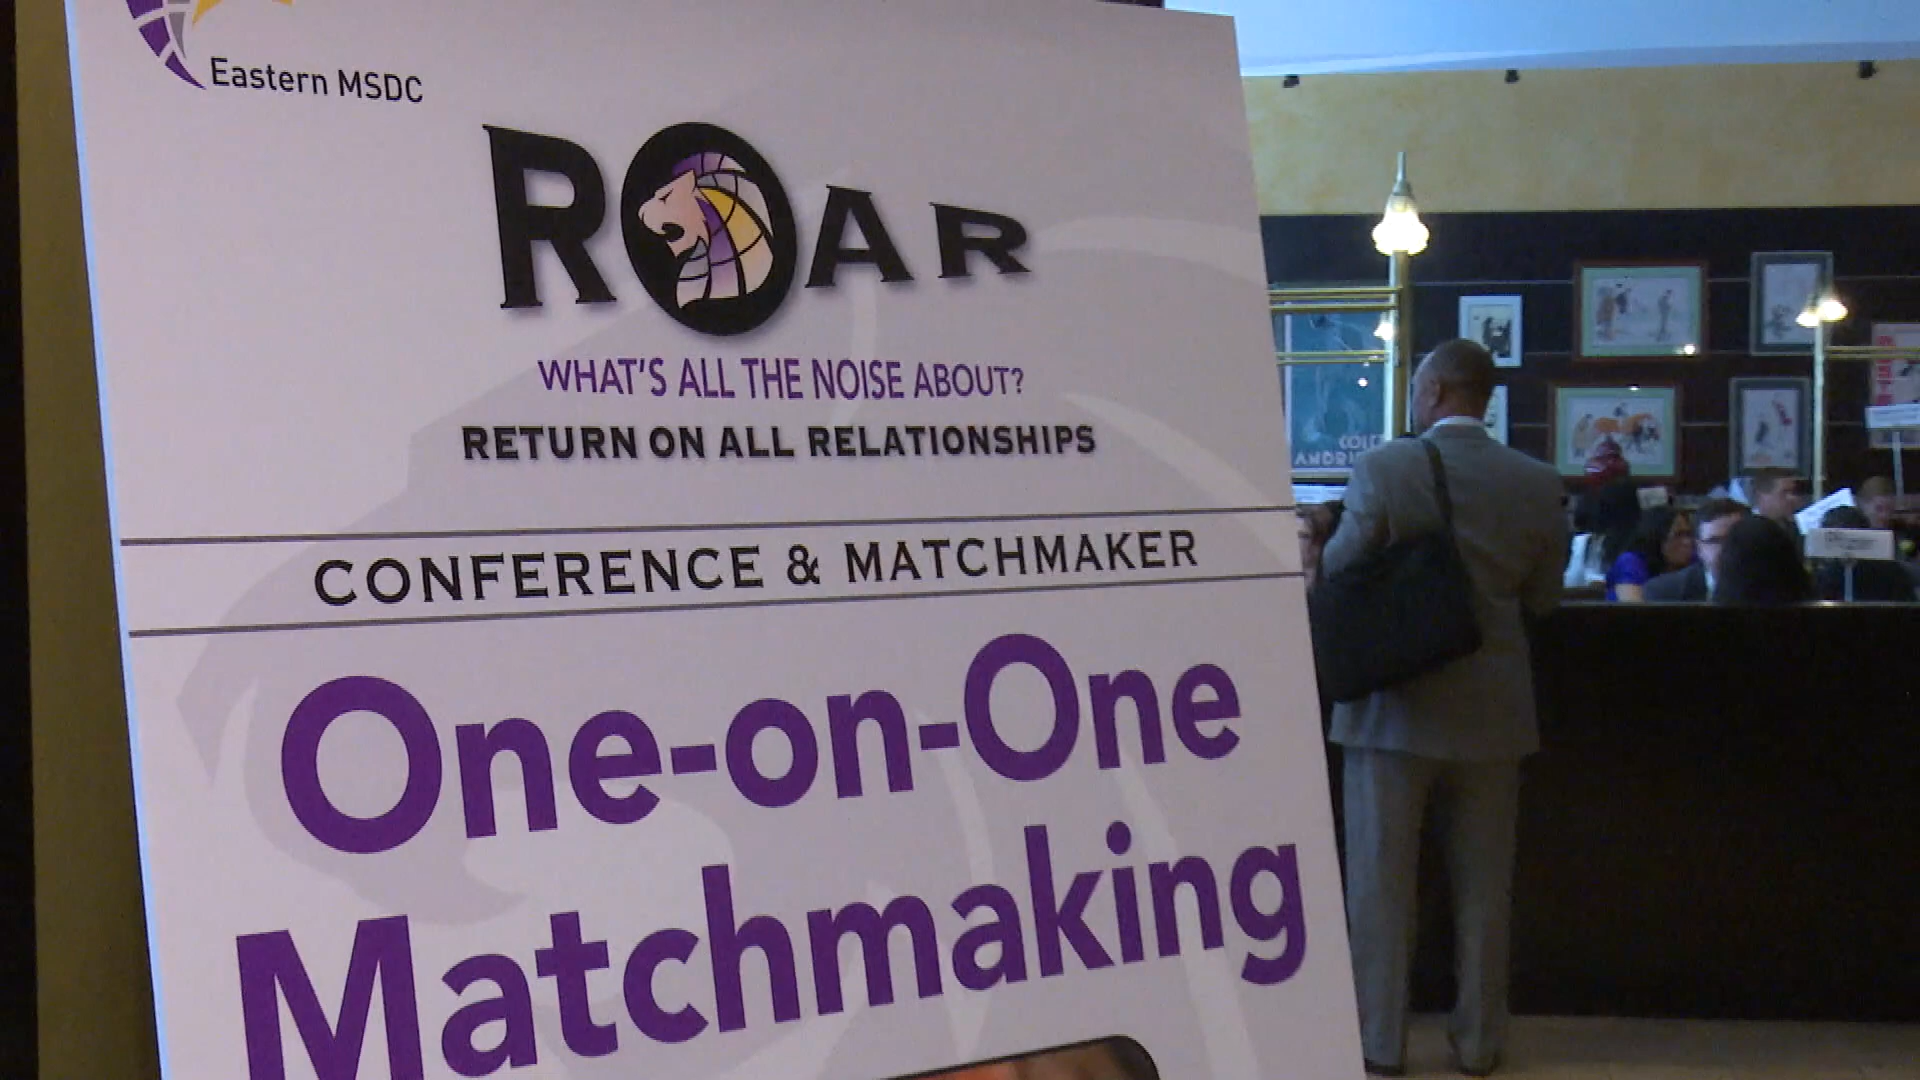 Eastern MSDC
ROAR
WHAT'S ALL THE NOISE ABOUT?
RETURN ON ALL RELATIONSHIPS
CONFERENCE & MATCHMAKER
One-on-One
Matchmaking